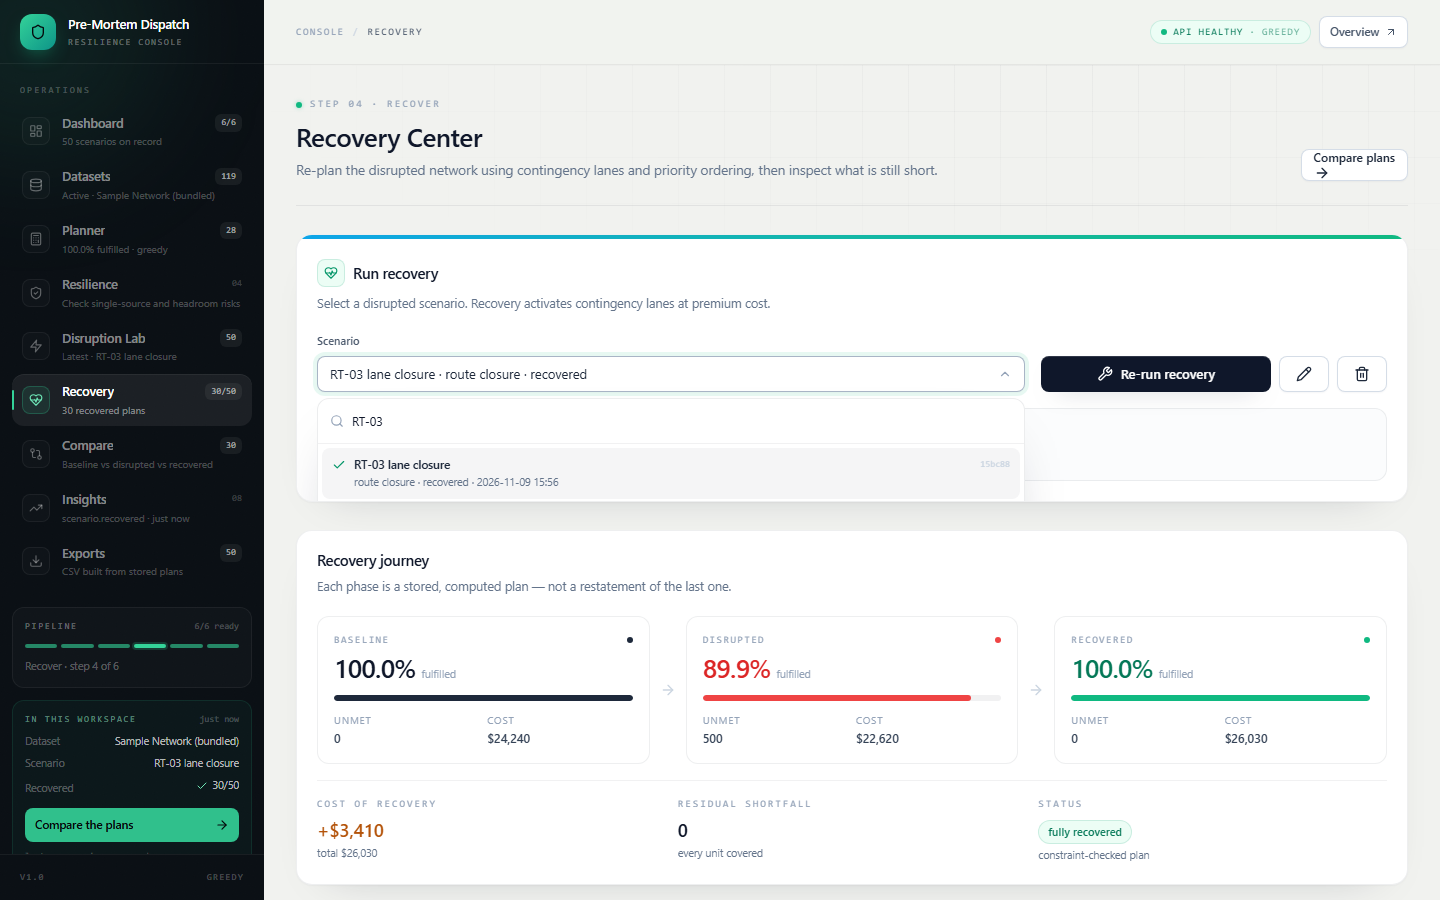 Pre-Mortem Dispatch
RESILIENCE CONSOLE
OPERATIONS
Dashboard 6/6
50 scenarios on record
Datasets 119
Active · Sample Network (bundled)
Planner 28
100.0% fulfilled · greedy
Resilience 04
Check single-source and headroom risks
Disruption Lab 50
Latest · RT-03 lane closure
Recovery 30/50
30 recovered plans
Compare 30
Baseline vs disrupted vs recovered
Insights 08
scenario.recovered · just now
Exports 50
CSV built from stored plans
PIPELINE 6/6 ready
Recover · step 4 of 6
IN THIS WORKSPACE just now
Dataset Sample Network (bundled)
Scenario RT-03 lane closure
Recovered 30/50
Compare the plans
V1.0 GREEDY
CONSOLE / RECOVERY
API HEALTHY · GREEDY
Overview
STEP 04 · RECOVER
Recovery Center
Re-plan the disrupted network using contingency lanes and priority ordering, then inspect what is still short.
Compare plans
Run recovery
Select a disrupted scenario. Recovery activates contingency lanes at premium cost.
Scenario
RT-03 lane closure · route closure · recovered
Re-run recovery
RT-03
RT-03 lane closure 15bc88
route closure · recovered · 2026-11-09 15:56
Recovery journey
Each phase is a stored, computed plan — not a restatement of the last one.
BASELINE
100.0% fulfilled
UNMET COST
0 $24,240
DISRUPTED
89.9% fulfilled
UNMET COST
500 $22,620
RECOVERED
100.0% fulfilled
UNMET COST
0 $26,030
COST OF RECOVERY
+$3,410
total $26,030
RESIDUAL SHORTFALL
0
every unit covered
STATUS
fully recovered
constraint-checked plan